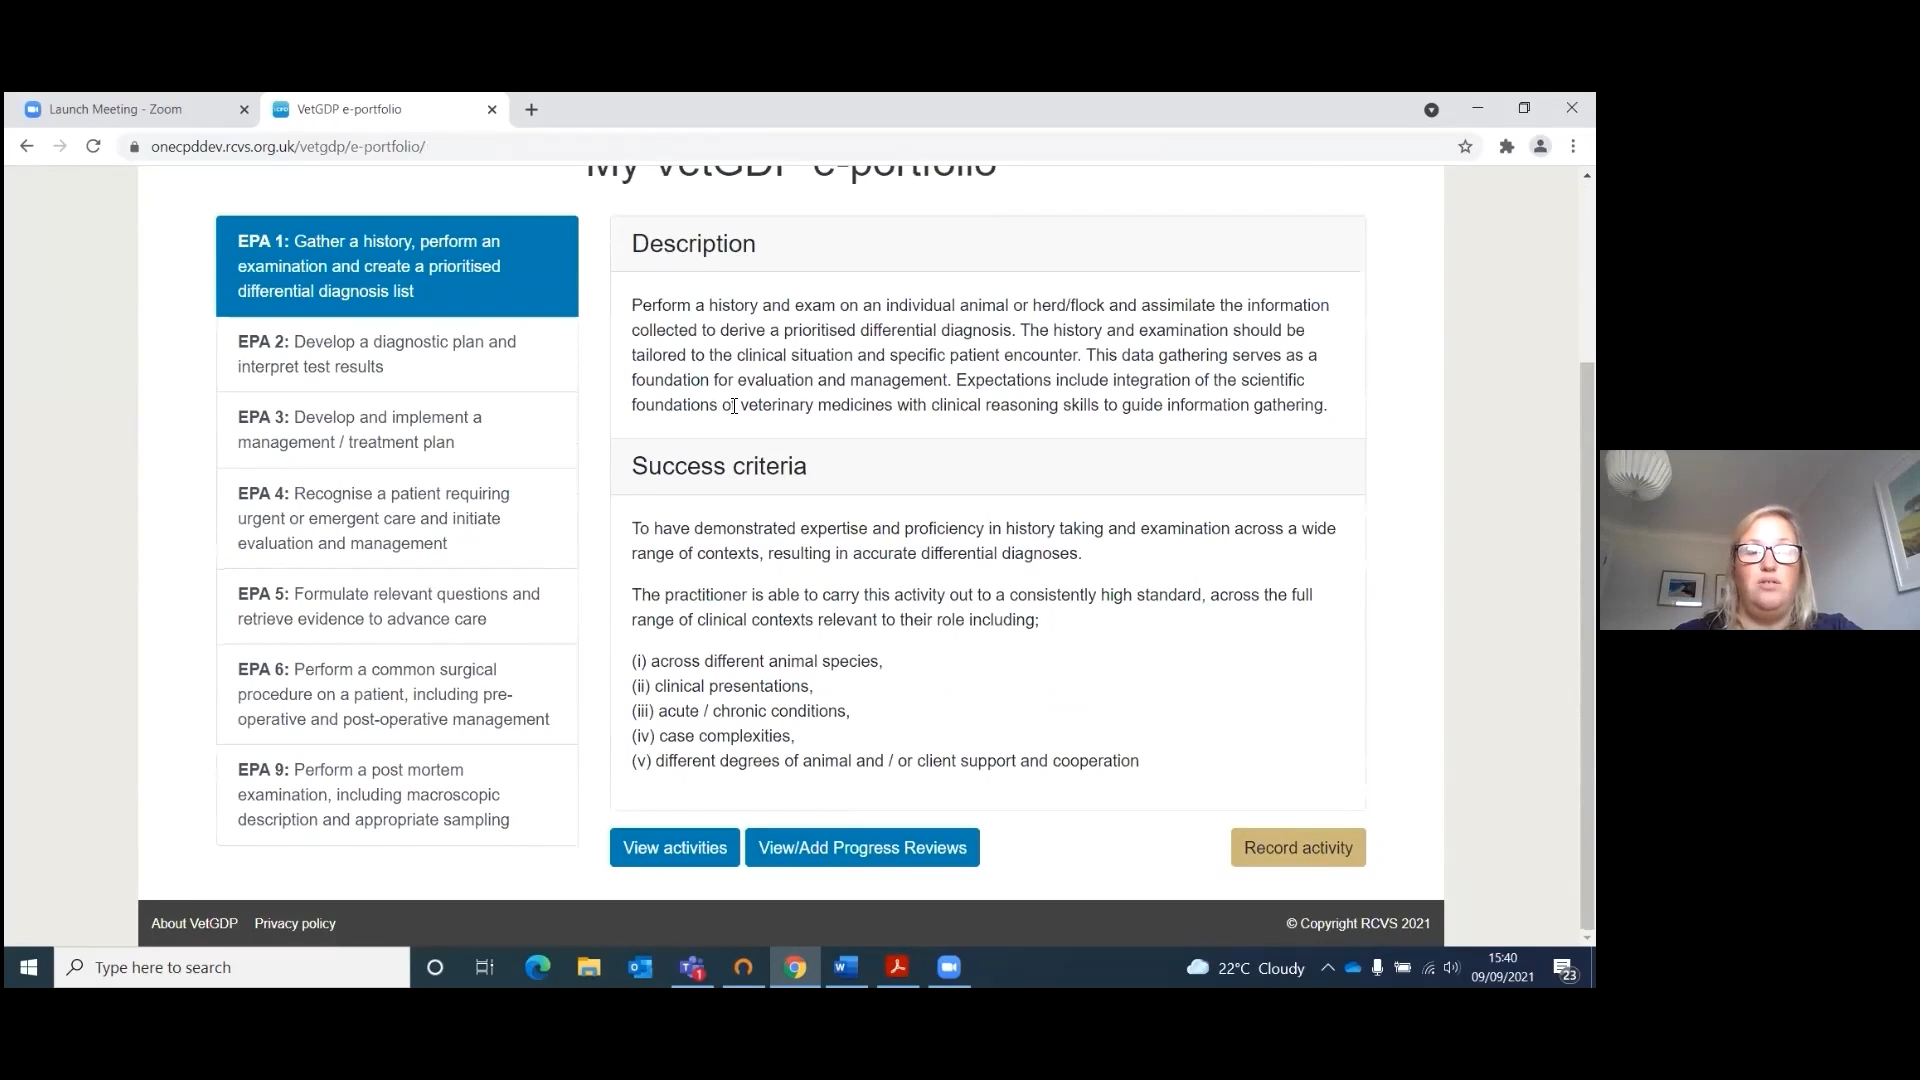 Launch Meeting - Zoom
VetGDP e-portfolio
onecpddev.rcvs.org.uk/vetgdp/e-portfolio/
My VetGDP e-portfolio
EPA 1: Gather a history, perform an
examination and create a prioritised
differential diagnosis list
EPA 2: Develop a diagnostic plan and
interpret test results
EPA 3: Develop and implement a
management / treatment plan
EPA 4: Recognise a patient requiring
urgent or emergent care and initiate
evaluation and management
EPA 5: Formulate relevant questions and
retrieve evidence to advance care
EPA 6: Perform a common surgical
procedure on a patient, including pre-
operative and post-operative management
EPA 9: Perform a post mortem
examination, including macroscopic
description and appropriate sampling
Description
Perform a history and exam on an individual animal or herd/flock and assimilate the information
collected to derive a prioritised differential diagnosis. The history and examination should be
tailored to the clinical situation and specific patient encounter. This data gathering serves as a
foundation for evaluation and management. Expectations include integration of the scientific
foundations of veterinary medicines with clinical reasoning skills to guide information gathering.
Success criteria
To have demonstrated expertise and proficiency in history taking and examination across a wide
range of contexts, resulting in accurate differential diagnoses.
The practitioner is able to carry this activity out to a consistently high standard, across the full
range of clinical contexts relevant to their role including;
(i) across different animal species,
(ii) clinical presentations,
(iii) acute / chronic conditions,
(iv) case complexities,
(v) different degrees of animal and / or client support and cooperation
View activities
View/Add Progress Reviews
Record activity
About VetGDP
Privacy policy
© Copyright RCVS 2021
Type here to search
22°C Cloudy
15:40
09/09/2021
23